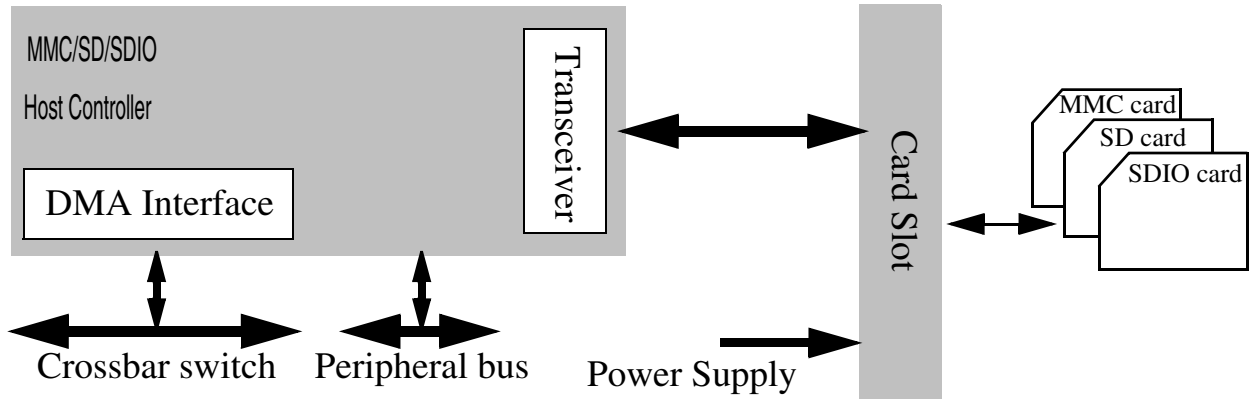 MMC/SD/SDIO
Host Controller
Transceiver
DMA Interface
Card Slot
MMC card
SD card
SDIO card
Crossbar switch
Peripheral bus
Power Supply